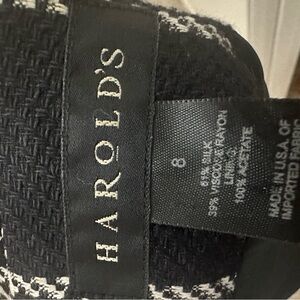 HAROLD'S
8
61% SILK
39% VISCOSE RAYON
LINING:
100% ACETATE
MADE IN U.S.A. OF
IMPORTED FABRIC